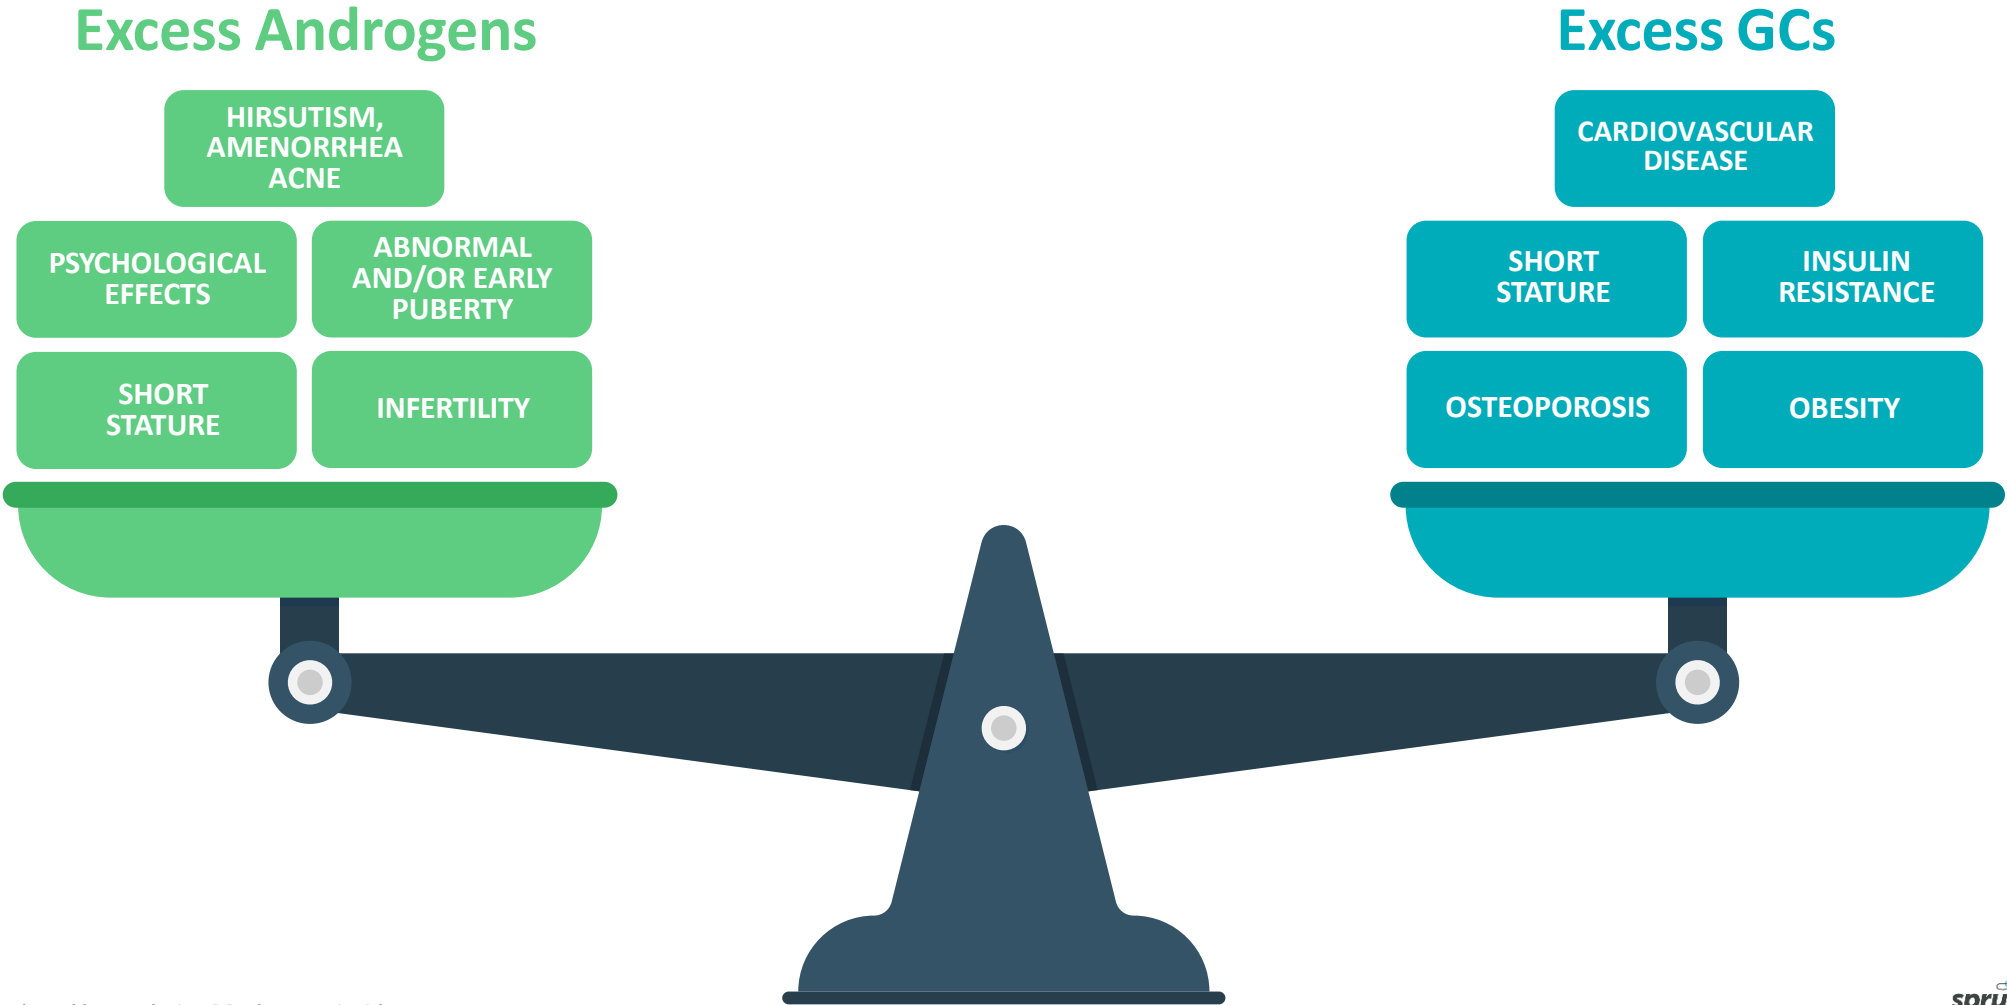 Excess Androgens
HIRSUTISM,
AMENORRHEA
ACNE
PSYCHOLOGICAL
EFFECTS
ABNORMAL
AND/OR EARLY
PUBERTY
SHORT
STATURE
INFERTILITY
Excess GCs
CARDIOVASCULAR
DISEASE
SHORT
STATURE
INSULIN
RESISTANCE
OSTEOPOROSIS
OBESITY
spru